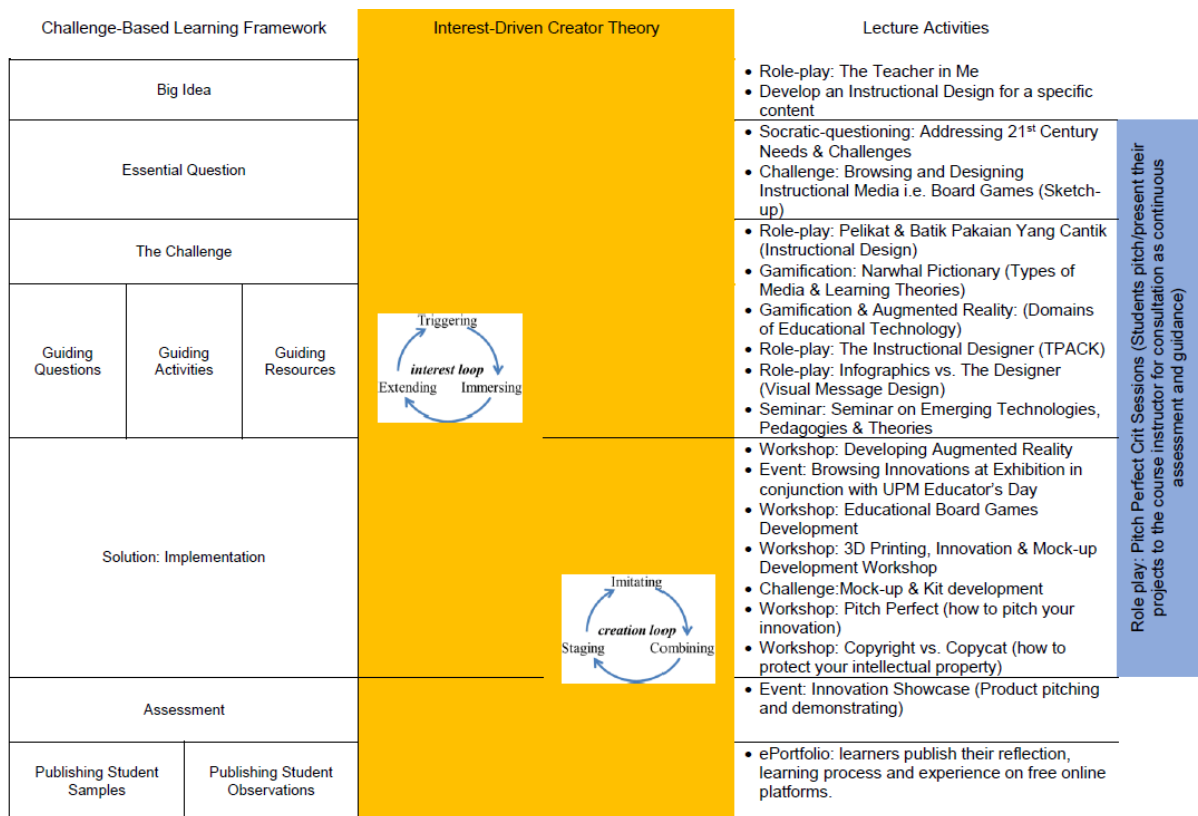 Challenge-Based Learning Framework
Interest-Driven Creator Theory
Lecture Activities
Big Idea
• Role-play: The Teacher in Me
• Develop an Instructional Design for a specific
content
Essential Question
• Socratic-questioning: Addressing 21st Century
Needs & Challenges
• Challenge: Browsing and Designing
Instructional Media i.e. Board Games (Sketch-
up)
The Challenge
Guiding
Questions
Guiding
Activities
Guiding
Resources
Triggering
interest loop
Extending
Immersing
• Role-play: Pelikat & Batik Pakaian Yang Cantik
(Instructional Design)
• Gamification: Narwhal Pictionary (Types of
Media & Learning Theories)
• Gamification & Augmented Reality: (Domains
of Educational Technology)
• Role-play: The Instructional Designer (TPACK)
• Role-play: Infographics vs. The Designer
(Visual Message Design)
• Seminar: Seminar on Emerging Technologies,
Pedagogies & Theories
Solution: Implementation
Imitating
creation loop
Staging
Combining
• Workshop: Developing Augmented Reality
• Event: Browsing Innovations at Exhibition in
conjunction with UPM Educator's Day
• Workshop: Educational Board Games
Development
• Workshop: 3D Printing, Innovation & Mock-up
Development Workshop
• Challenge:Mock-up & Kit development
• Workshop: Pitch Perfect (how to pitch your
innovation)
• Workshop: Copyright vs. Copycat (how to
protect your intellectual property)
Assessment
• Event: Innovation Showcase (Product pitching
and demonstrating)
Publishing Student
Samples
Publishing Student
Observations
• ePortfolio: learners publish their reflection,
learning process and experience on free online
platforms.
Role play: Pitch Perfect Crit Sessions (Students pitch/present their
projects to the course instructor for consultation as continuous
assessment and guidance)